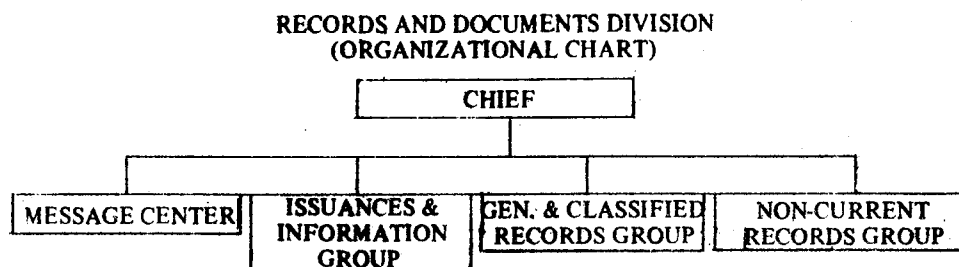 RECORDS AND DOCUMENTS DIVISION
(ORGANIZATIONAL CHART)
CHIEF
MESSAGE CENTER
ISSUANCES &
INFORMATION
GROUP
GEN. & CLASSIFIED
RECORDS GROUP
NON-CURRENT
RECORDS GROUP